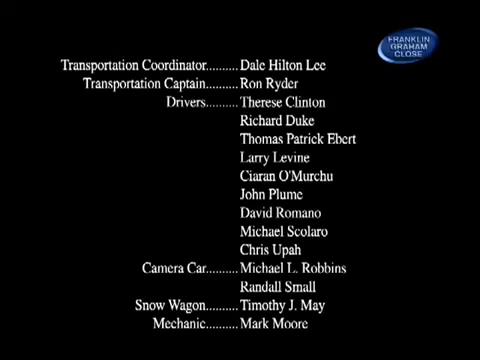 FRANKLIN
GRAHAM
CLOSE
Transportation Coordinator.......... Dale Hilton Lee
Transportation Captain.......... Ron Ryder
Drivers.......... Therese Clinton
Richard Duke
Thomas Patrick Ebert
Larry Levine
Ciaran O'Murchu
John Plume
David Romano
Michael Scolaro
Chris Upah
Camera Car.......... Michael L. Robbins
Randall Small
Snow Wagon.......... Timothy J. May
Mechanic.......... Mark Moore